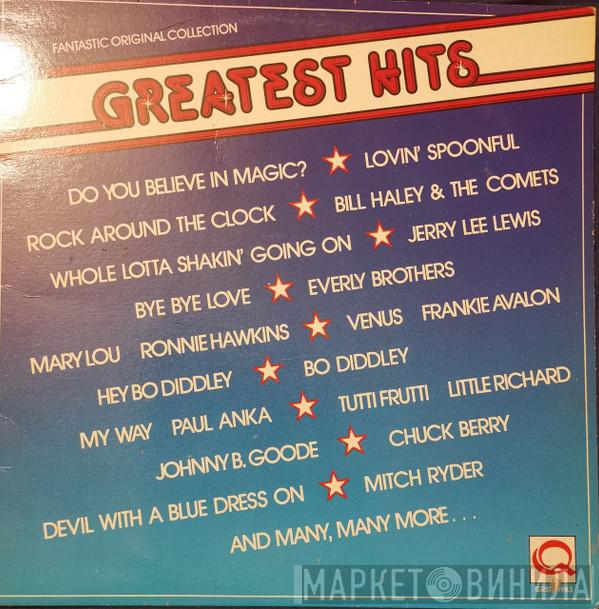 FANTASTIC ORIGINAL COLLECTION
GREATEST HITS
DO YOU BELIEVE IN MAGIC? LOVIN' SPOONFUL
ROCK AROUND THE CLOCK BILL HALEY & THE COMETS
WHOLE LOTTA SHAKIN' GOING ON JERRY LEE LEWIS
BYE BYE LOVE EVERLY BROTHERS
MARY LOU RONNIE HAWKINS VENUS FRANKIE AVALON
HEY BO DIDDLEY BO DIDDLEY
MY WAY PAUL ANKA TUTTI FRUTTI LITTLE RICHARD
JOHNNY B. GOODE CHUCK BERRY
DEVIL WITH A BLUE DRESS ON MITCH RYDER
AND MANY, MANY MORE...
Q
МАРКЕТ ВИНИЛА